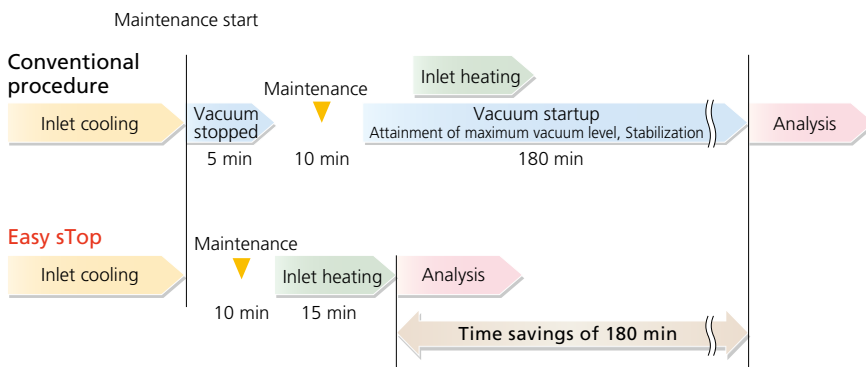 Maintenance start
Conventional
procedure
Inlet cooling
Vacuum
stopped
5 min
Maintenance
10 min
Inlet heating
Vacuum startup
Attainment of maximum vacuum level, Stabilization
180 min
Analysis
Easy sTop
Inlet cooling
Maintenance
10 min
Inlet heating
15 min
Analysis
Time savings of 180 min